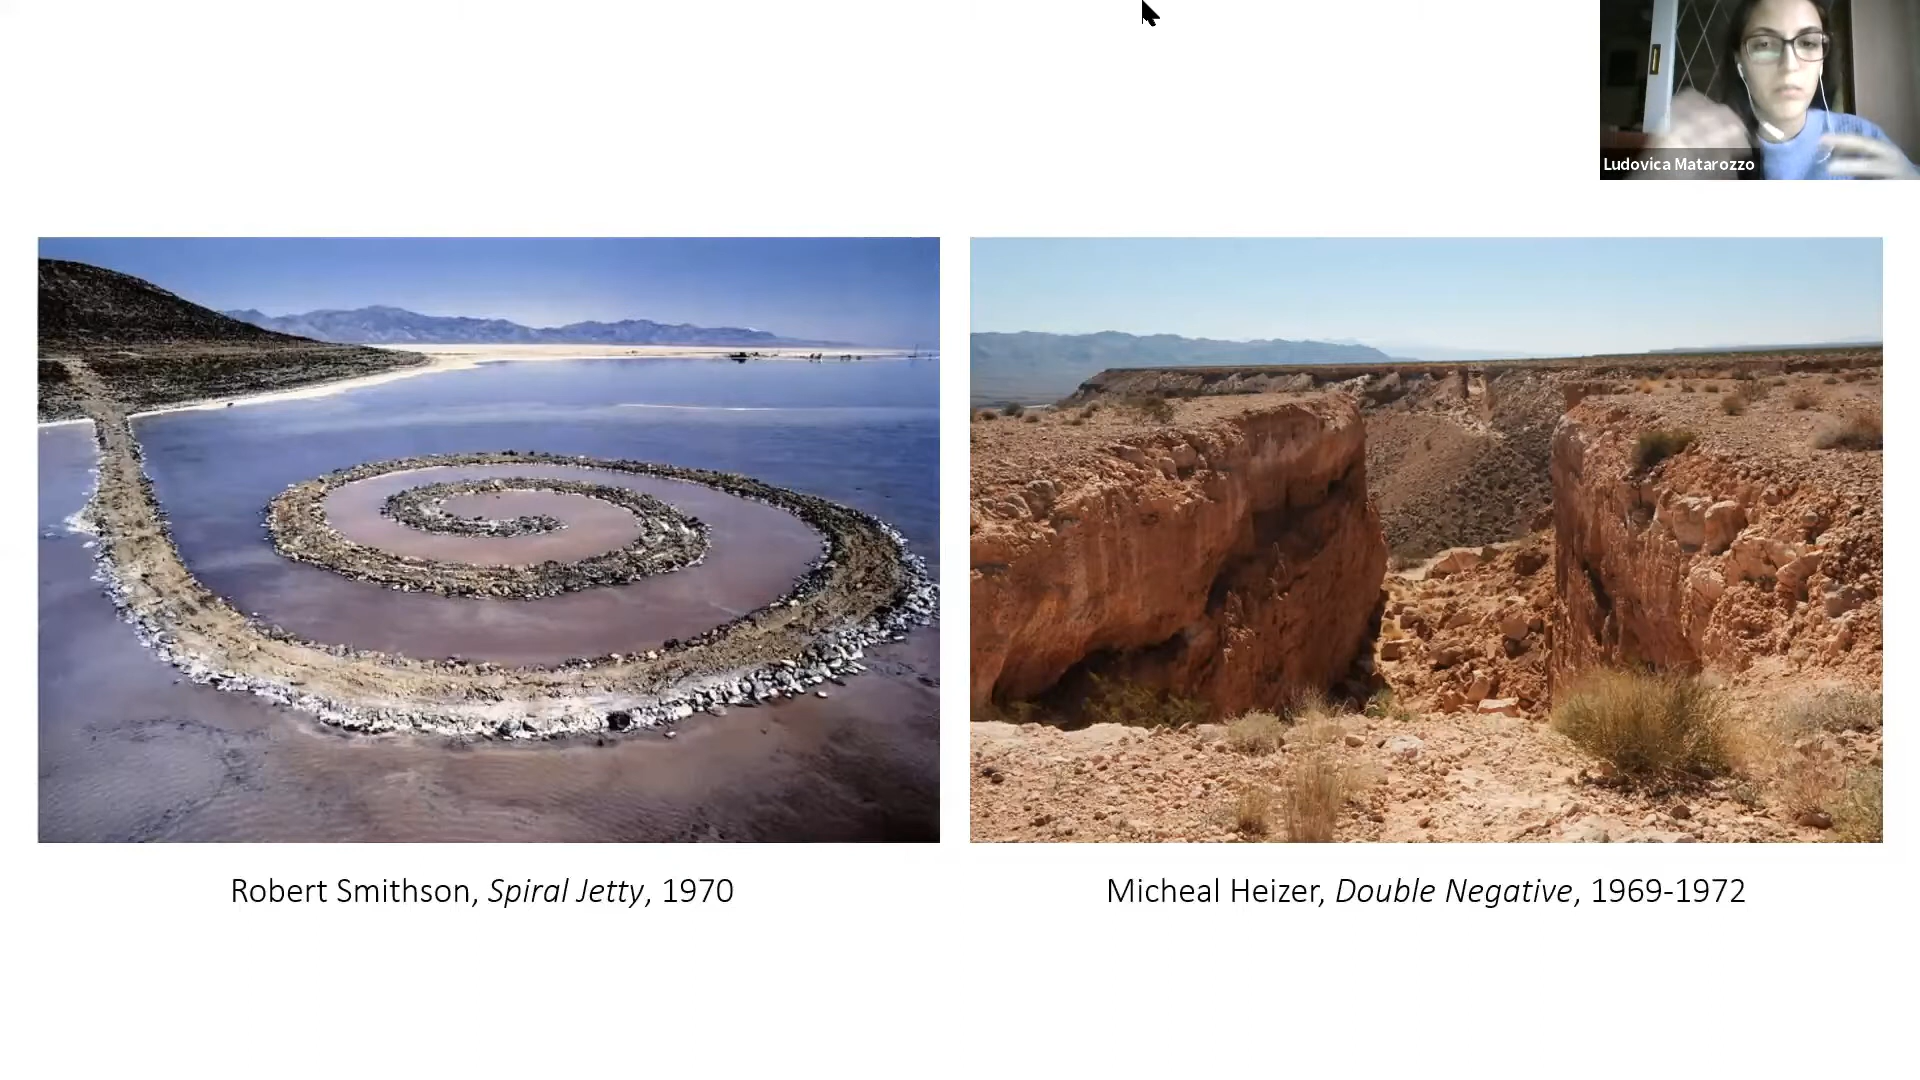 Ludovica Matarozzo
Robert Smithson, Spiral Jetty, 1970
Micheal Heizer, Double Negative, 1969-1972